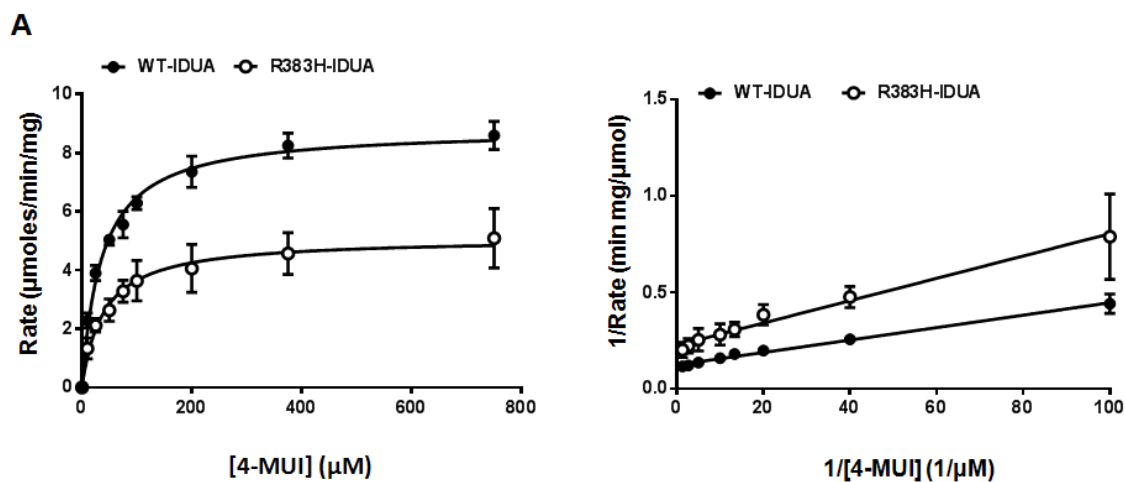 A
WT-IDUA R383H-IDUA
Rate (µmoles/min/mg)
10
8
6
4
2
0
0 200 400 600 800
[4-MUI] (µM)
WT-IDUA R383H-IDUA
1/Rate (min mg/µmol)
1.5
1.0
0.5
0.0
0 20 40 60 80 100
1/[4-MUI] (1/µM)